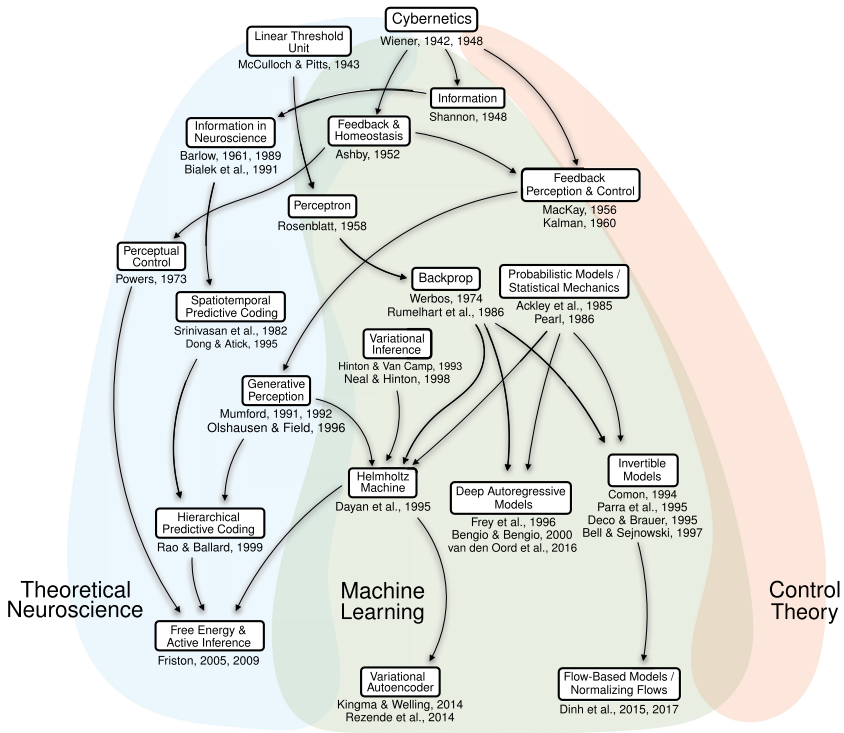 Cybernetics
Wiener, 1942, 1948
Linear Threshold
Unit
McCulloch & Pitts, 1943
Information
Shannon, 1948
Information in
Neuroscience
Barlow, 1961, 1989
Bialek et al., 1991
Feedback &
Homeostasis
Ashby, 1952
Feedback
Perception & Control
MacKay, 1956
Kalman, 1960
Perceptron
Rosenblatt, 1958
Perceptual
Control
Powers, 1973
Backprop
Werbos, 1974
Rumelhart et al., 1986
Probabilistic Models /
Statistical Mechanics
Ackley et al., 1985
Pearl, 1986
Spatiotemporal
Predictive Coding
Srinivasan et al., 1982
Dong & Atick, 1995
Variational
Inference
Hinton & Van Camp, 1993
Neal & Hinton, 1998
Generative
Perception
Mumford, 1991, 1992
Olshausen & Field, 1996
Helmholtz
Machine
Dayan et al., 1995
Deep Autoregressive
Models
Frey et al., 1996
Bengio & Bengio, 2000
van den Oord et al., 2016
Invertible
Models
Comon, 1994
Parra et al., 1995
Deco & Brauer, 1995
Bell & Sejnowski, 1997
Hierarchical
Predictive Coding
Rao & Ballard, 1999
Theoretical
Neuroscience
Machine
Learning
Control
Theory
Free Energy &
Active Inference
Friston, 2005, 2009
Variational
Autoencoder
Kingma & Welling, 2014
Rezende et al., 2014
Flow-Based Models /
Normalizing Flows
Dinh et al., 2015, 2017